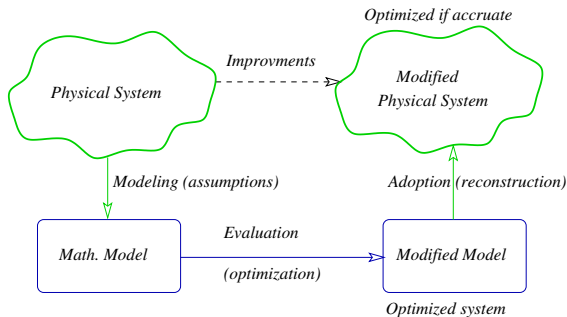 Optimized if accruate
Improvments
Physical System
Modified
Physical System
Modeling (assumptions)
Adoption (reconstruction)
Evaluation
Math. Model
Modified Model
(optimization)
Optimized system